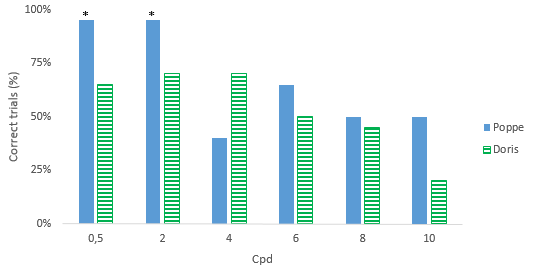 100%
* *
75%
50%
25%
0%
Correct trials (%)
0,5 2 4 6 8 10
Cpd
Poppe
Doris